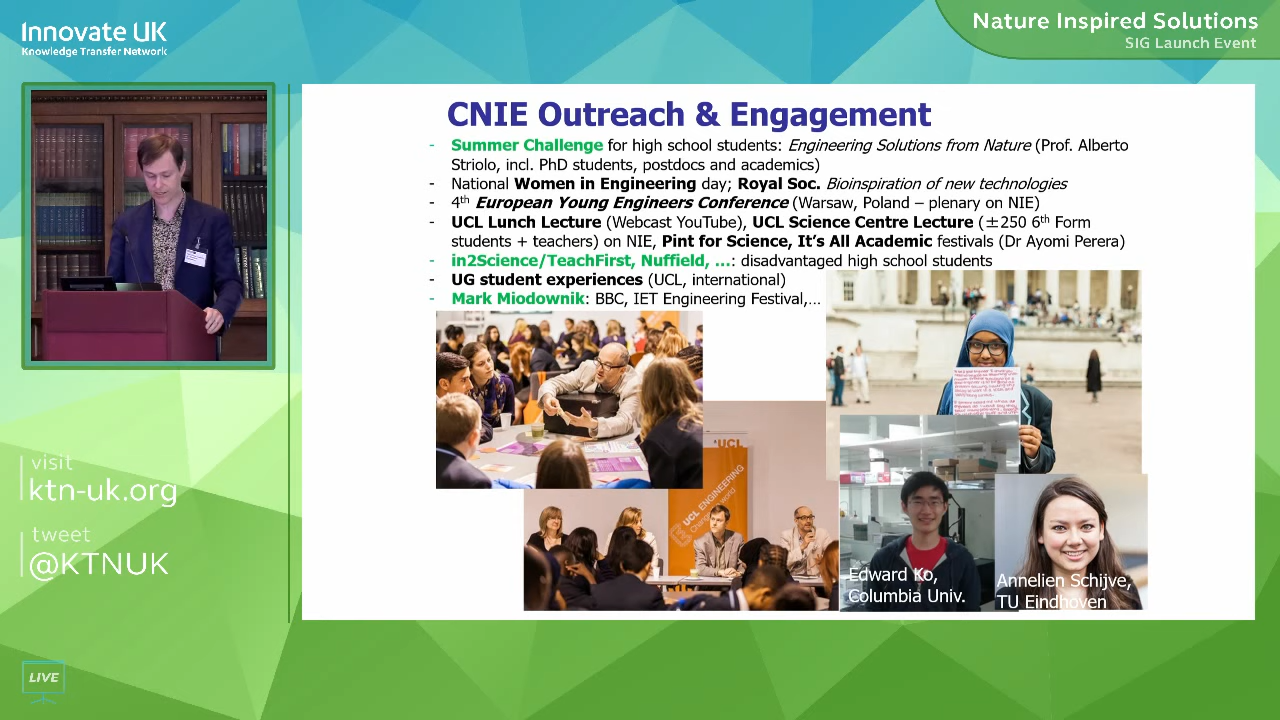 Innovate UK
Knowledge Transfer Network
Nature Inspired Solutions
SIG Launch Event
CNIE Outreach & Engagement
- Summer Challenge for high school students: Engineering Solutions from Nature (Prof. Alberto
Striolo, incl. PhD students, postdocs and academics)
- National Women in Engineering day; Royal Soc. Bioinspiration of new technologies
- 4th European Young Engineers Conference (Warsaw, Poland – plenary on NIE)
- UCL Lunch Lecture (Webcast YouTube), UCL Science Centre Lecture (±250 6th Form
students + teachers) on NIE, Pint for Science, It's All Academic festivals (Dr Ayomi Perera)
- in2Science/TeachFirst, Nuffield, ...: disadvantaged high school students
- UG student experiences (UCL, international)
- Mark Miodownik: BBC, IET Engineering Festival,...
UCL
UCL ENGINEERING
Edward Ko,
Columbia Univ.
Annelien Schijve,
TU Eindhoven
visit
ktn-uk.org
tweet
@KTNUK
LIVE